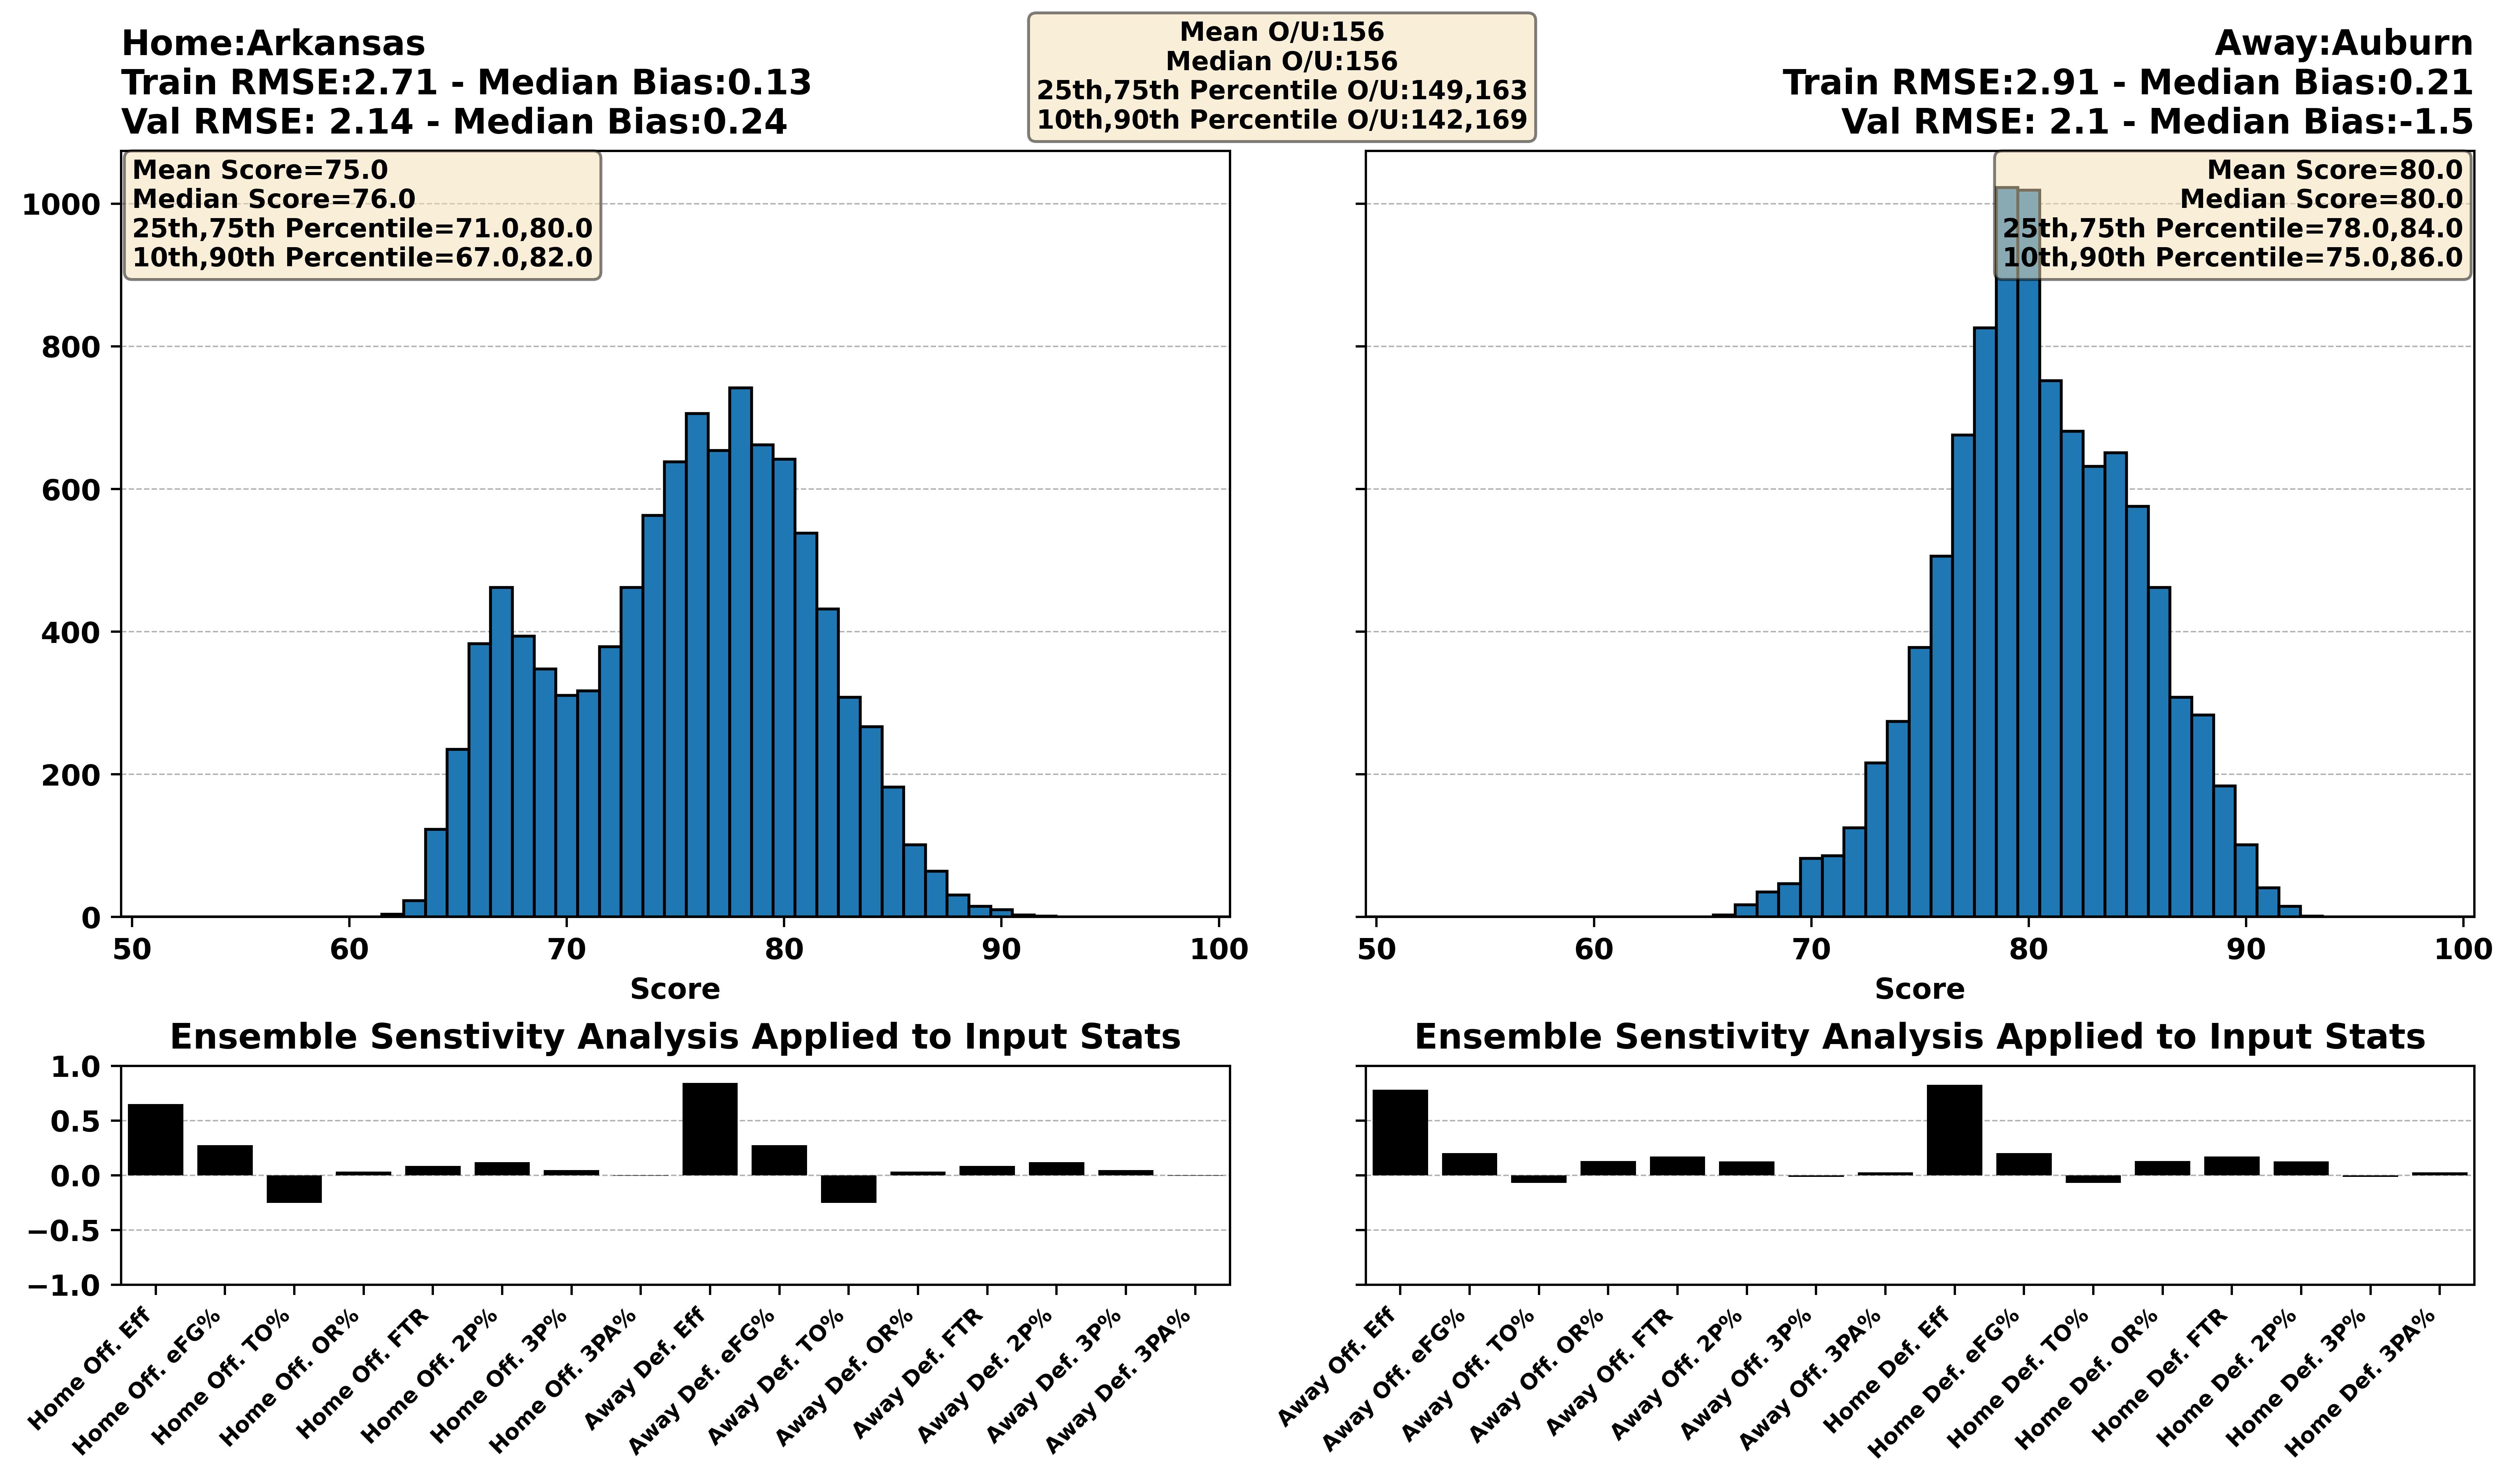 Home:Arkansas
Train RMSE:2.71 - Median Bias:0.13
Val RMSE: 2.14 - Median Bias:0.24
Mean O/U:156
Median O/U:156
25th,75th Percentile O/U:149,163
10th,90th Percentile O/U:142,169
Away:Auburn
Train RMSE:2.91 - Median Bias:0.21
Val RMSE: 2.1 - Median Bias:-1.5
Mean Score=75.0
Median Score=76.0
25th,75th Percentile=71.0,80.0
10th,90th Percentile=67.0,82.0
1000
800
600
400
200
0
50 60 70 80 90 100
Score
Mean Score=80.0
Median Score=80.0
25th,75th Percentile=78.0,84.0
10th,90th Percentile=75.0,86.0
50 60 70 80 90 100
Score
Ensemble Senstivity Analysis Applied to Input Stats
1.0
0.5
0.0
−0.5
−1.0
Home Off. Eff
Home Off. eFG%
Home Off. TO%
Home Off. OR%
Home Off. FTR
Home Off. 2P%
Home Off. 3P%
Home Off. 3PA%
Away Def. Eff
Away Def. eFG%
Away Def. TO%
Away Def. OR%
Away Def. FTR
Away Def. 2P%
Away Def. 3P%
Away Def. 3PA%
Ensemble Senstivity Analysis Applied to Input Stats
Away Off. Eff
Away Off. eFG%
Away Off. TO%
Away Off. OR%
Away Off. FTR
Away Off. 2P%
Away Off. 3P%
Away Off. 3PA%
Home Def. Eff
Home Def. eFG%
Home Def. TO%
Home Def. OR%
Home Def. FTR
Home Def. 2P%
Home Def. 3P%
Home Def. 3PA%